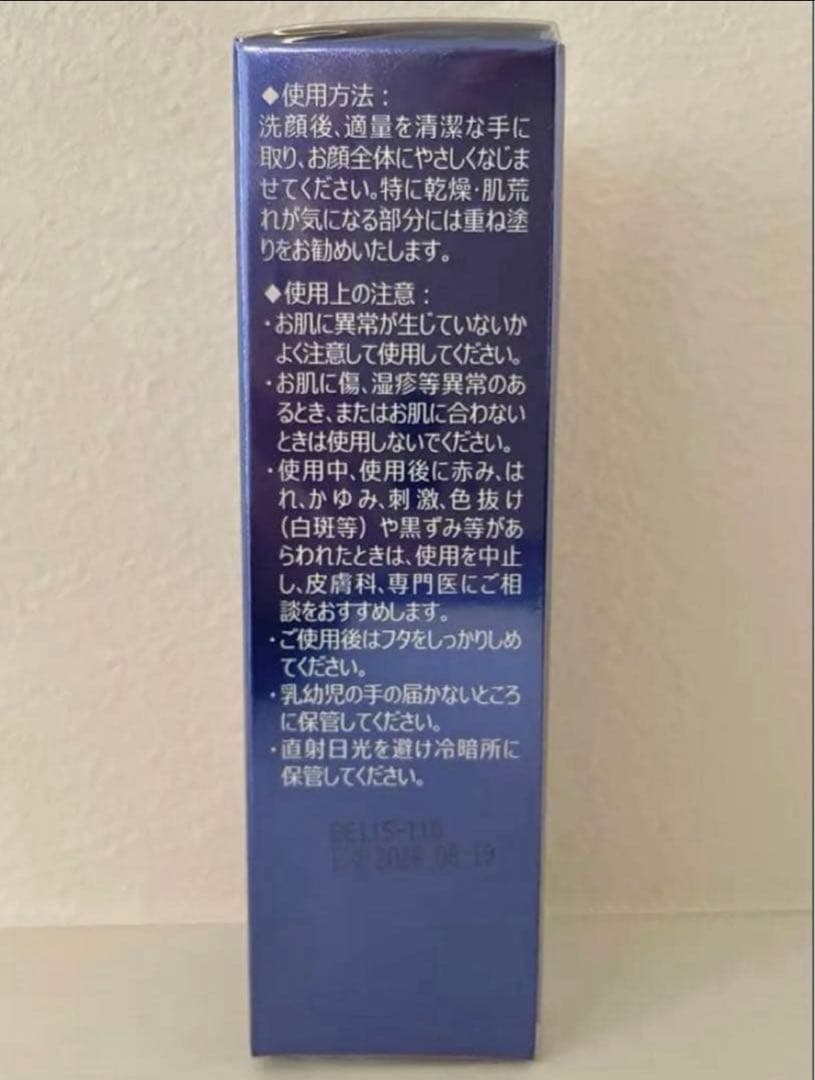 ◆使用方法：
洗顔後、適量を清潔な手に
取り、お顔全体にやさしくなじま
せてください。特に乾燥・肌荒
れが気になる部分には重ね塗
りをお勧めいたします。
◆使用上の注意：
・お肌に異常が生じていないか
よく注意して使用してください。
・お肌に傷、湿疹等異常のあ
るとき、またはお肌に合わない
ときは使用しないでください。
・使用中、使用後に赤み、は
れ、かゆみ、刺激、色抜け
（白斑等）や黒ずみ等があ
らわれたときは、使用を中止
し、皮膚科、専門医にご相
談をおすすめします。
・ご使用後はフタをしっかりしめ
てください。
・乳幼児の手の届かないところ
に保管してください。
・直射日光を避け冷暗所に
保管してください。